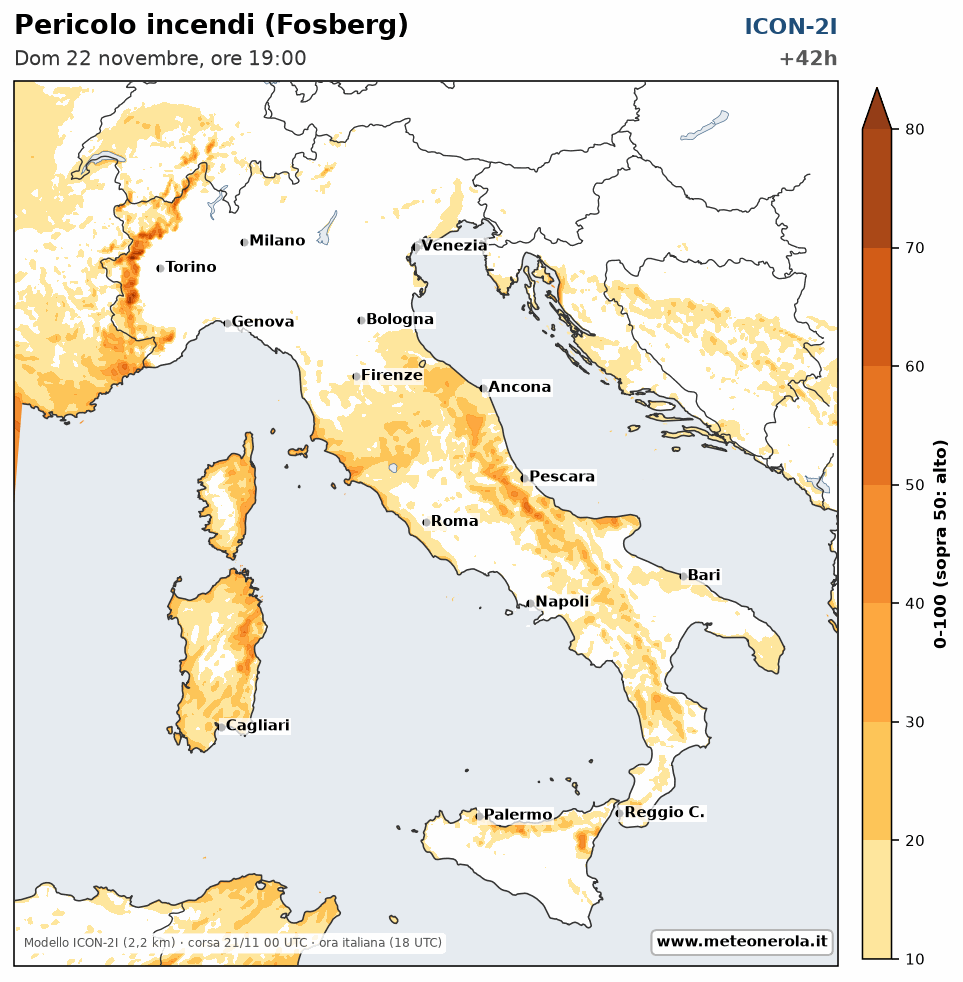 Pericolo incendi (Fosberg)
ICON-2I
Dom 22 novembre, ore 19:00
+42h
80
70
60
50
40
30
20
10
0-100 (sopra 50: alto)
Milano
Venezia
Torino
Genova
Bologna
Firenze
Ancona
Pescara
Roma
Bari
Napoli
Cagliari
Palermo
Reggio C.
Modello ICON-2I (2,2 km) · corsa 21/11 00 UTC · ora italiana (18 UTC)
www.meteonerola.it